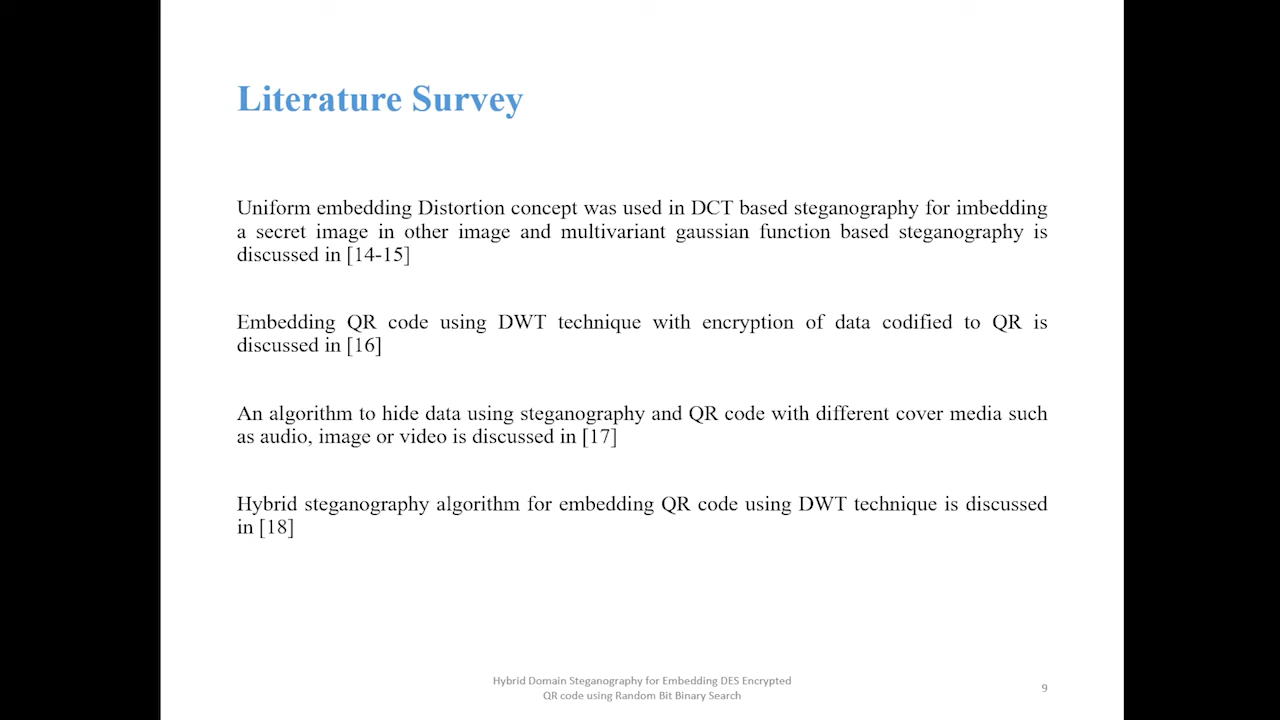 Literature Survey
Uniform embedding Distortion concept was used in DCT based steganography for imbedding
a secret image in other image and multivariant gaussian function based steganography is
discussed in [14-15]
Embedding QR code using DWT technique with encryption of data codified to QR is
discussed in [16]
An algorithm to hide data using steganography and QR code with different cover media such
as audio, image or video is discussed in [17]
Hybrid steganography algorithm for embedding QR code using DWT technique is discussed
in [18]
Hybrid Domain Steganography for Embedding DES Encrypted
QR code using Random Bit Binary Search
9